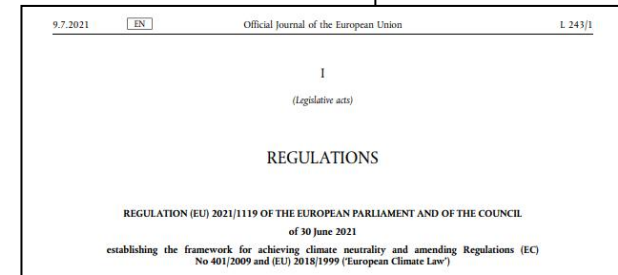 9.7.2021 EN Official Journal of the European Union L 243/1
I
(Legislative acts)
REGULATIONS
REGULATION (EU) 2021/1119 OF THE EUROPEAN PARLIAMENT AND OF THE COUNCIL
of 30 June 2021
establishing the framework for achieving climate neutrality and amending Regulations (EC)
No 401/2009 and (EU) 2018/1999 (‘European Climate Law’)